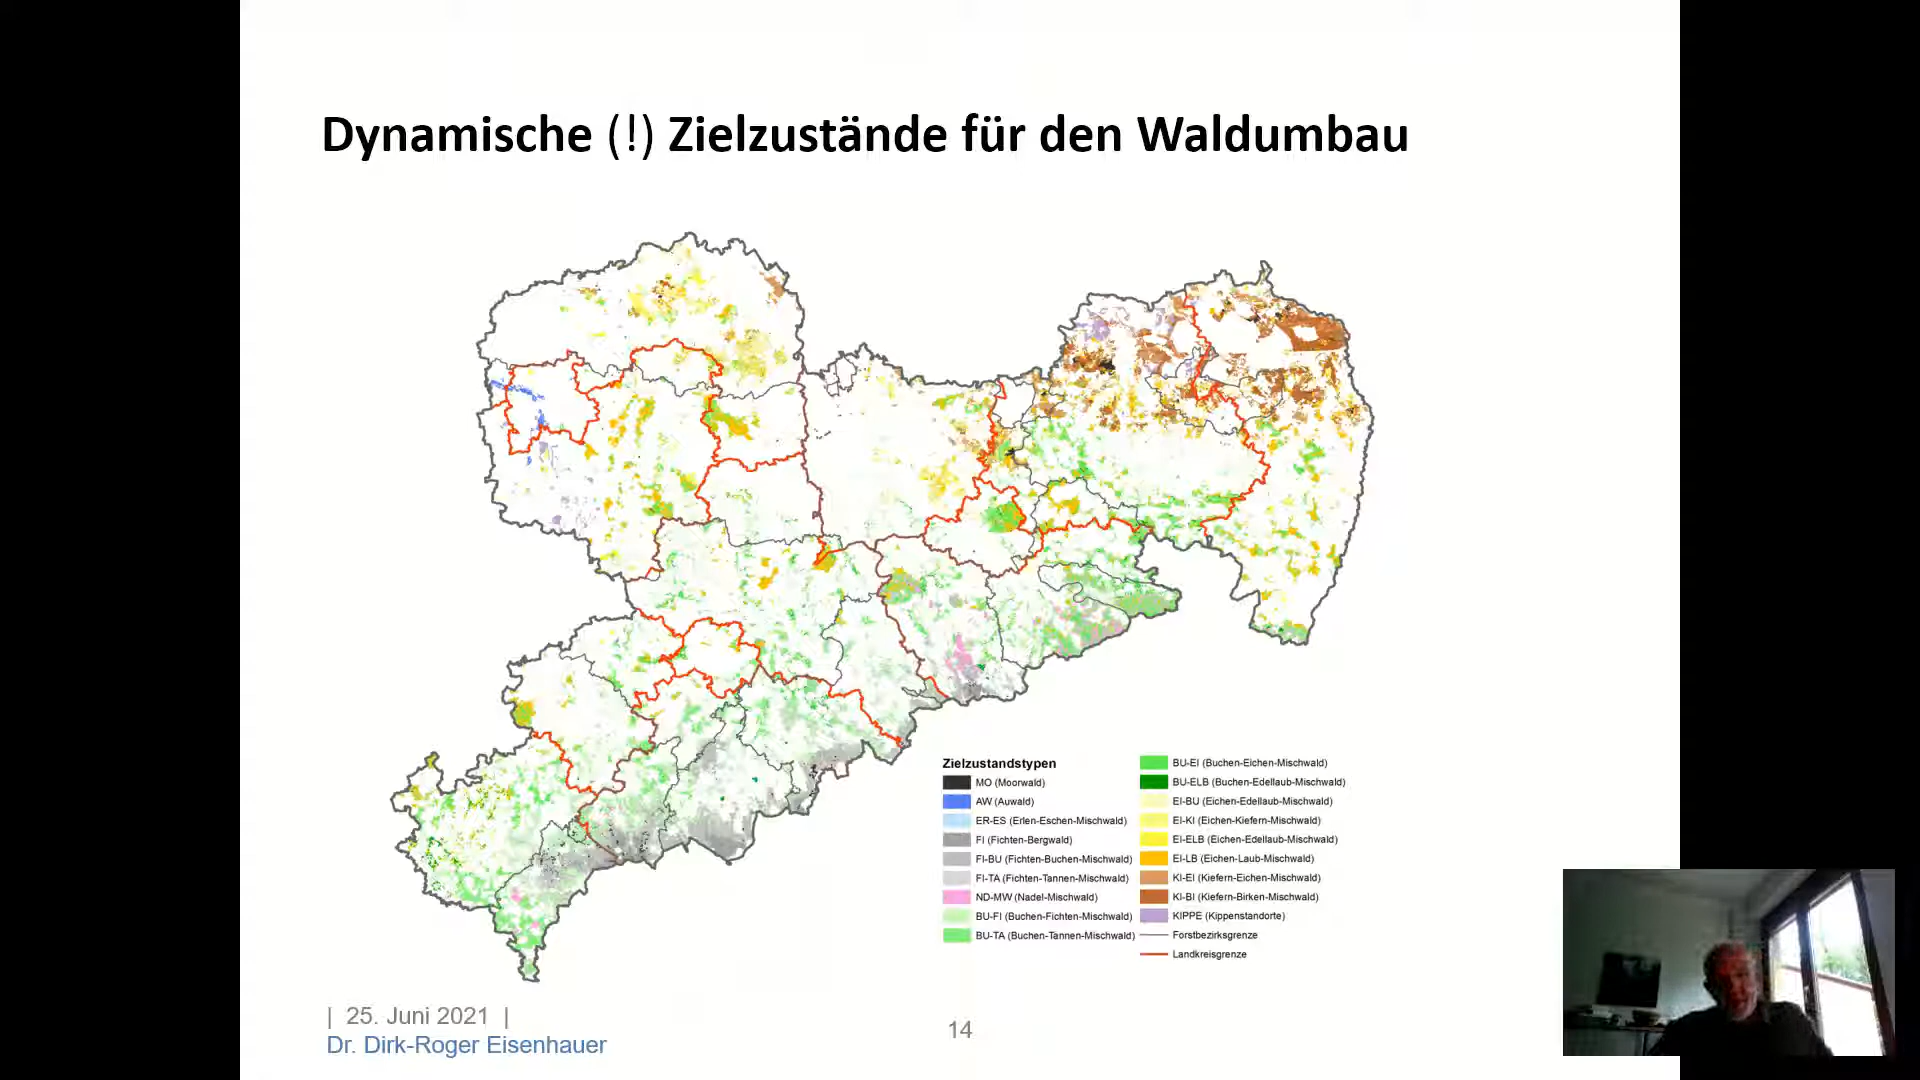 Dynamische (!) Zielzustände für den Waldumbau
Zielzustandstypen
MO (Moorwald)
AW (Auwald)
ER-ES (Erlen-Eschen-Mischwald)
FI (Fichten-Bergwald)
FI-BU (Fichten-Buchen-Mischwald)
FI-TA (Fichten-Tannen-Mischwald)
ND-MW (Nadel-Mischwald)
BU-FI (Buchen-Fichten-Mischwald)
BU-TA (Buchen-Tannen-Mischwald)
BU-EI (Buchen-Eichen-Mischwald)
BU-ELB (Buchen-Edellaub-Mischwald)
EI-BU (Eichen-Edellaub-Mischwald)
EI-KI (Eichen-Kiefern-Mischwald)
EI-ELB (Eichen-Edellaub-Mischwald)
EI-LB (Eichen-Laub-Mischwald)
KI-EI (Kiefern-Eichen-Mischwald)
KI-BI (Kiefern-Birken-Mischwald)
KIPPE (Kippenstandorte)
Forstbezirksgrenze
Landkreisgrenze
| 25. Juni 2021 |
Dr. Dirk-Roger Eisenhauer
14